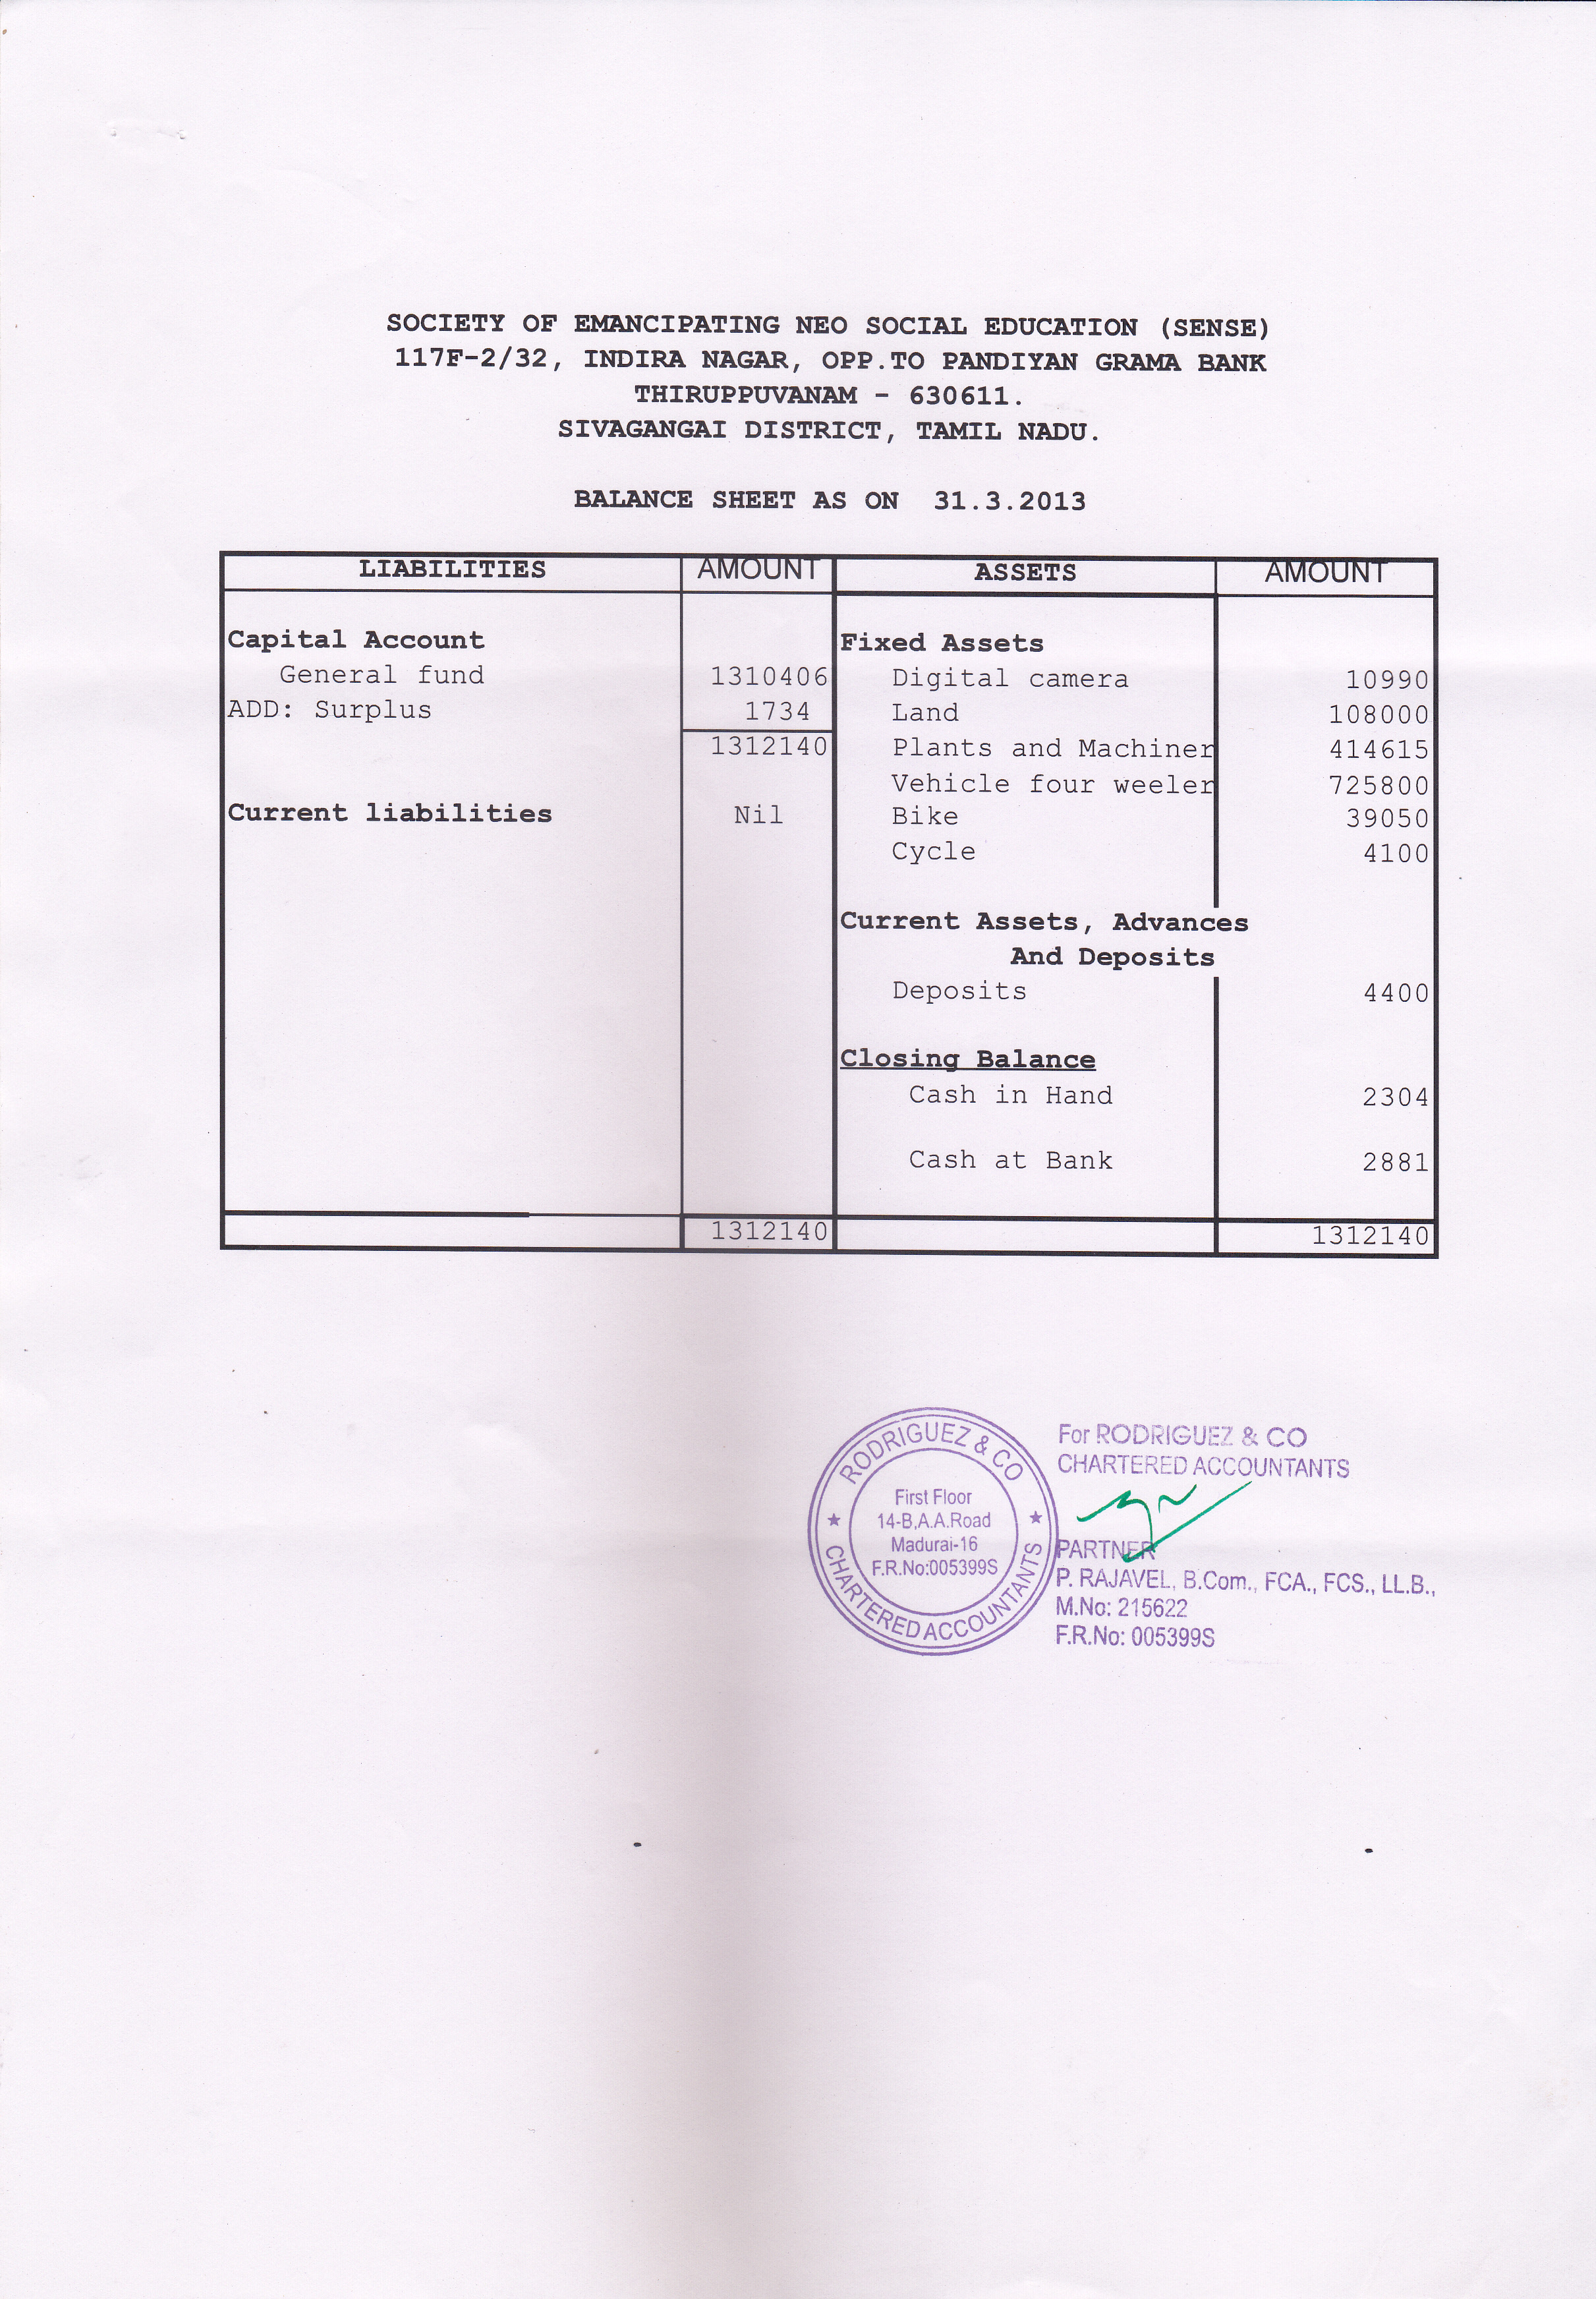 SOCIETY OF EMANCIPATING NEO SOCIAL EDUCATION (SENSE)
117F-2/32, INDIRA NAGAR, OPP.TO PANDIYAN GRAMA BANK
THIRUPPUVANAM - 630611.
SIVAGANGAI DISTRICT, TAMIL NADU.
BALANCE SHEET AS ON 31.3.2013
LIABILITIES AMOUNT ASSETS AMOUNT
Capital Account Fixed Assets
General fund 1310406 Digital camera 10990
ADD: Surplus 1734 Land 108000
1312140 Plants and Machiner 414615
Vehicle four weeler 725800
Current liabilities Nil Bike 39050
Cycle 4100
Current Assets, Advances
And Deposits
Deposits 4400
Closing Balance
Cash in Hand 2304
Cash at Bank 2881
1312140 1312140
RODRIGUEZ & CO
First Floor
14-B,A.A.Road
Madurai-16
F.R.No:005399S
CHARTERED ACCOUNTANTS
For RODRIGUEZ & CO
CHARTERED ACCOUNTANTS
PARTNER
P. RAJAVEL, B.Com., FCA., FCS., LL.B.,
M.No: 215622
F.R.No: 005399S